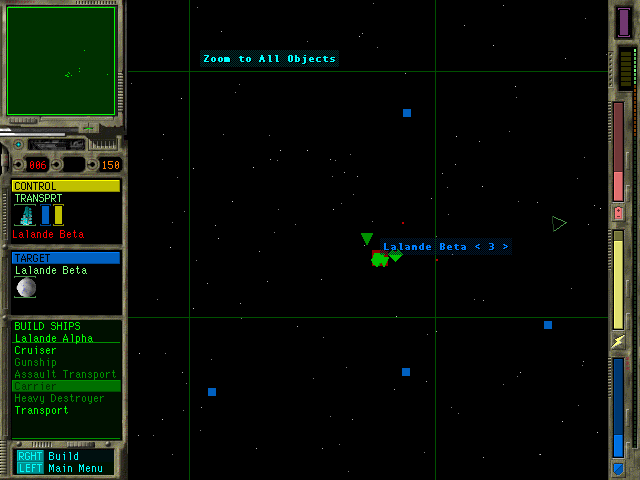 Zoom to All Objects
006 150
CONTROL
TRANSPRT
Lalande Beta
TARGET
Lalande Beta
Lalande Beta < 3 >
BUILD SHIPS
Lalande Alpha
Cruiser
Gunship
Assault Transport
Carrier
Heavy Destroyer
Transport
RGHT Build
LEFT Main Menu